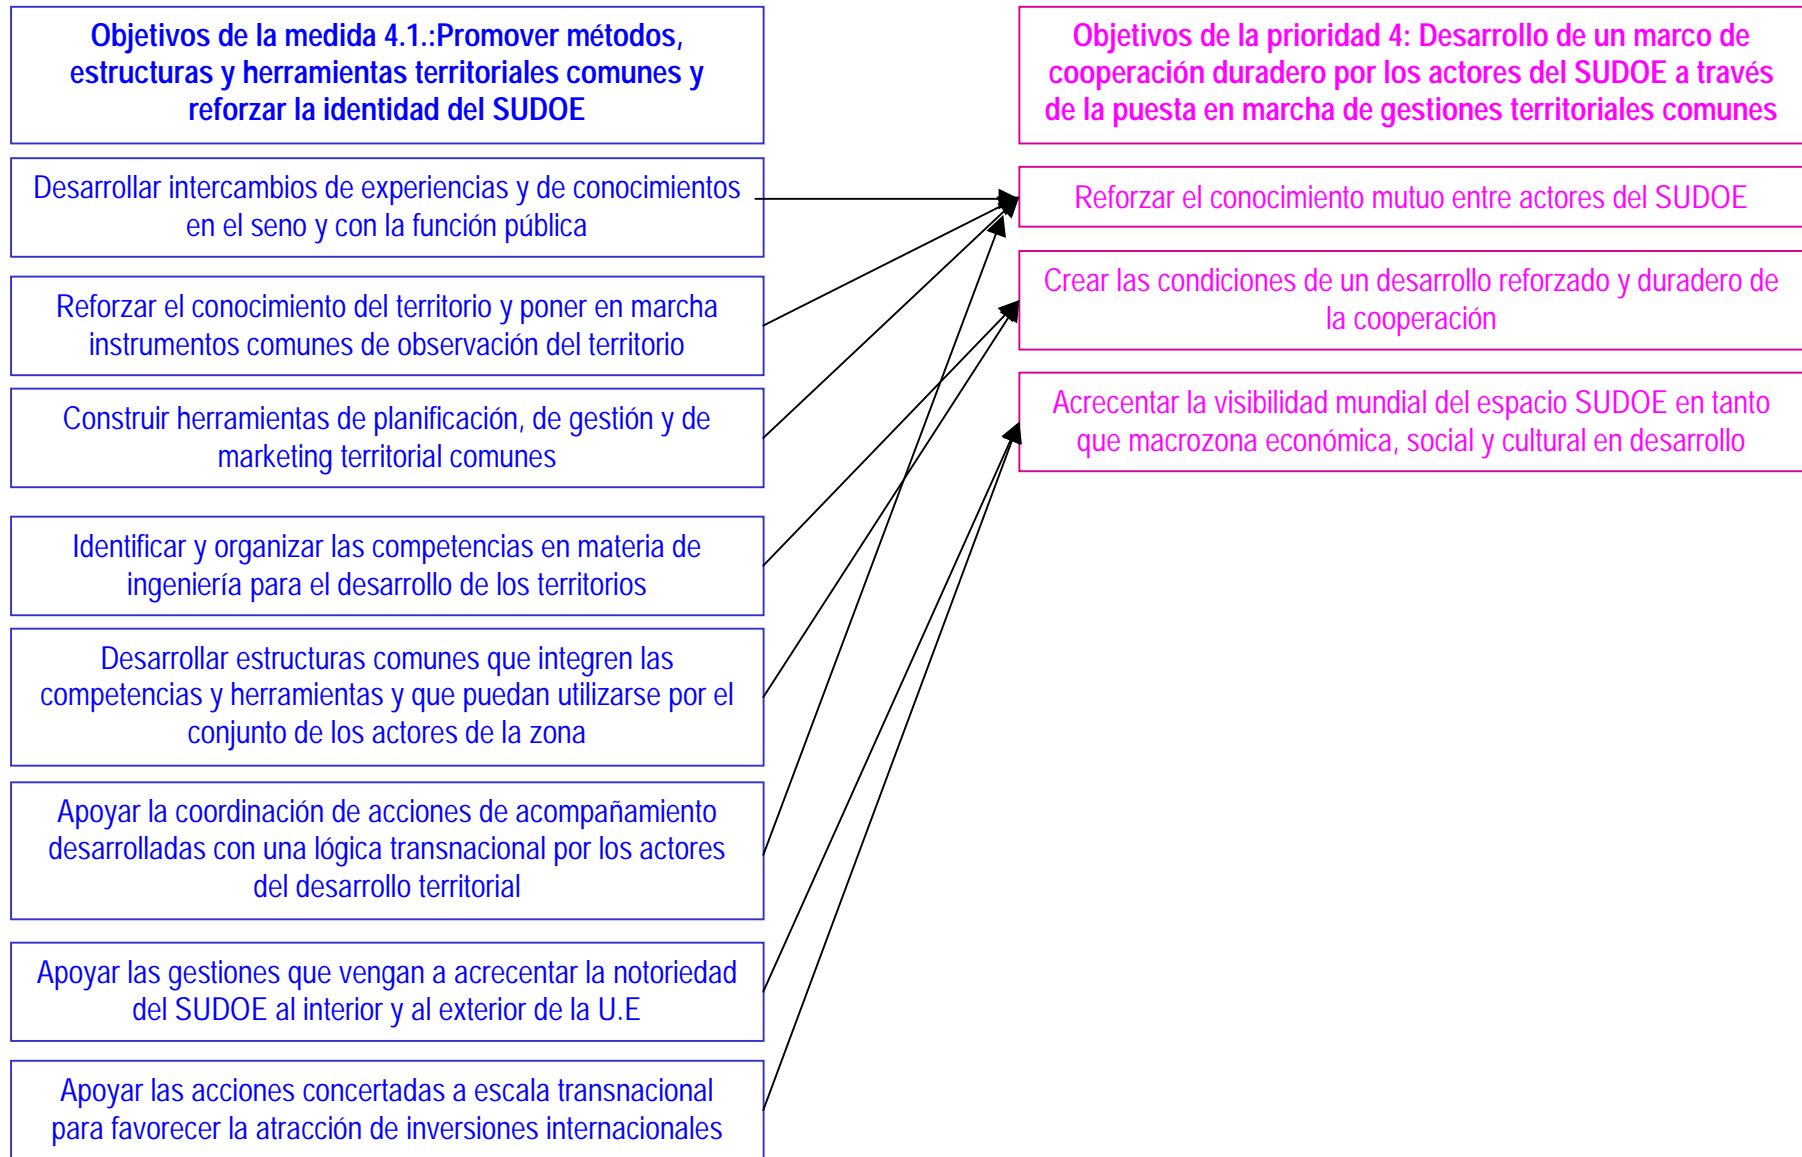 Objetivos de la medida 4.1.:Promover métodos,
estructuras y herramientas territoriales comunes y
reforzar la identidad del SUDOE
Desarrollar intercambios de experiencias y de conocimientos
en el seno y con la función pública
Reforzar el conocimiento del territorio y poner en marcha
instrumentos comunes de observación del territorio
Construir herramientas de planificación, de gestión y de
marketing territorial comunes
Identificar y organizar las competencias en materia de
ingeniería para el desarrollo de los territorios
Desarrollar estructuras comunes que integren las
competencias y herramientas y que puedan utilizarse por el
conjunto de los actores de la zona
Apoyar la coordinación de acciones de acompañamiento
desarrolladas con una lógica transnacional por los actores
del desarrollo territorial
Apoyar las gestiones que vengan a acrecentar la notoriedad
del SUDOE al interior y al exterior de la U.E
Apoyar las acciones concertadas a escala transnacional
para favorecer la atracción de inversiones internacionales
Objetivos de la prioridad 4: Desarrollo de un marco de
cooperación duradero por los actores del SUDOE a través
de la puesta en marcha de gestiones territoriales comunes
Reforzar el conocimiento mutuo entre actores del SUDOE
Crear las condiciones de un desarrollo reforzado y duradero de
la cooperación
Acrecentar la visibilidad mundial del espacio SUDOE en tanto
que macrozona económica, social y cultural en desarrollo